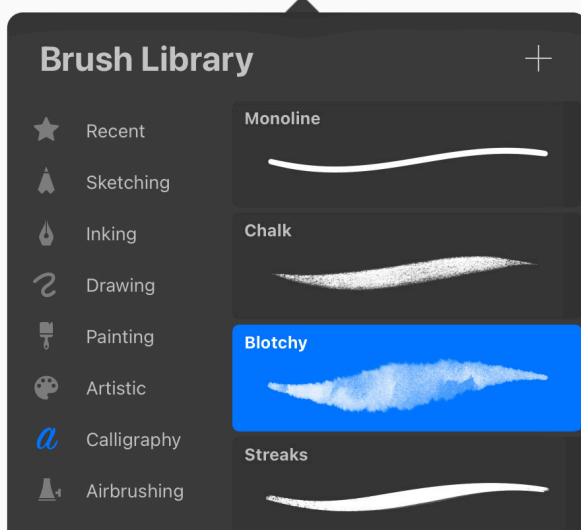 Brush Library
Recent
Sketching
Inking
Drawing
Painting
Artistic
Calligraphy
Airbrushing
Monoline
Chalk
Blotchy
Streaks